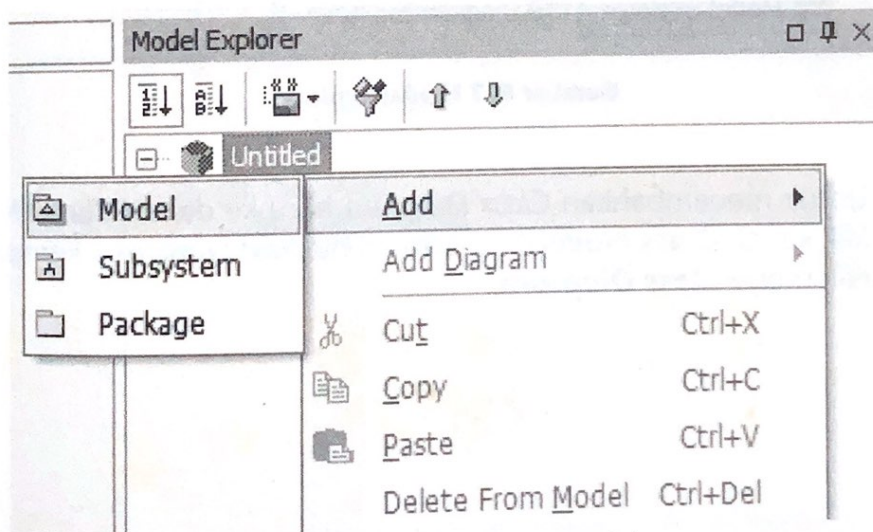 Model Explorer
Untitled
Model
Subsystem
Package
Add
Add Diagram
Cut Ctrl+X
Copy Ctrl+C
Paste Ctrl+V
Delete From Model Ctrl+Del